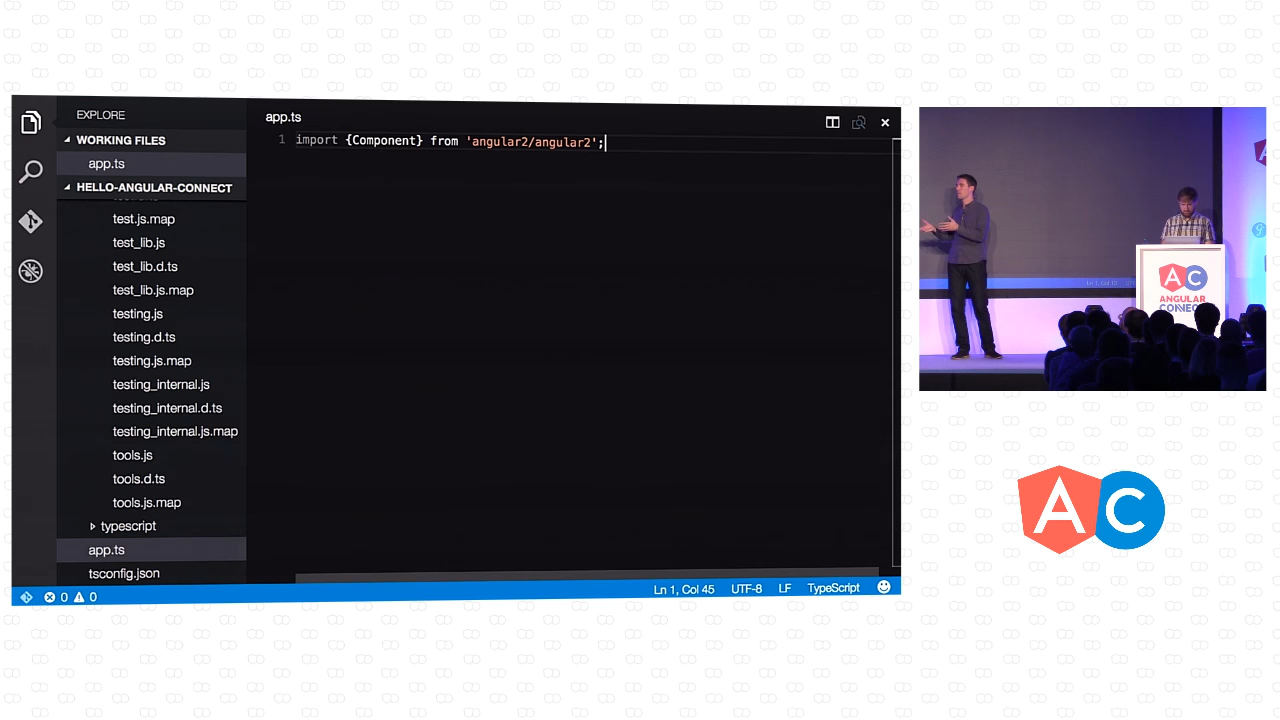 EXPLORE
WORKING FILES
app.ts
HELLO-ANGULAR-CONNECT
test.js.map
test_lib.js
test_lib.d.ts
test_lib.js.map
testing.js
testing.d.ts
testing.js.map
testing_internal.js
testing_internal.d.ts
testing_internal.js.map
tools.js
tools.d.ts
tools.js.map
typescript
app.ts
tsconfig.json
0 0
app.ts
1 import {Component} from 'angular2/angular2';
Ln 1, Col 45 UTF-8 LF TypeScript
AC
ANGULAR
CONNECT
AC